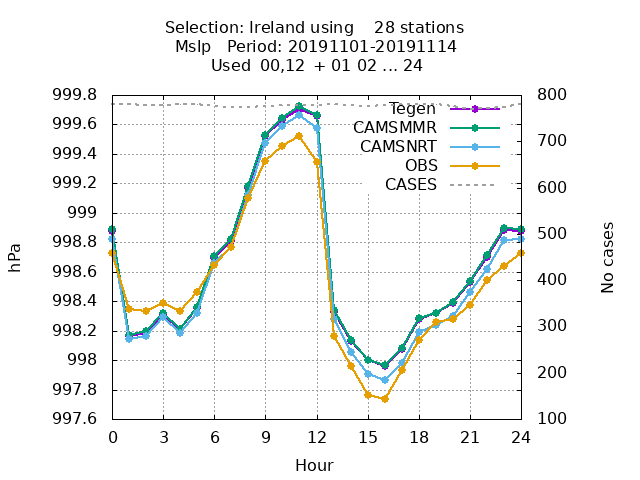 Selection: Ireland using    28 stations
Mslp   Period: 20191101-20191114
Used  00,12  + 01 02 ... 24
999.8
999.6
999.4
999.2
999
998.8
998.6
998.4
998.2
998
997.8
997.6
hPa
Tegen
CAMSMMR
CAMSNRT
OBS
CASES
800
700
600
500
400
300
200
100
No cases
0 3 6 9 12 15 18 21 24
Hour